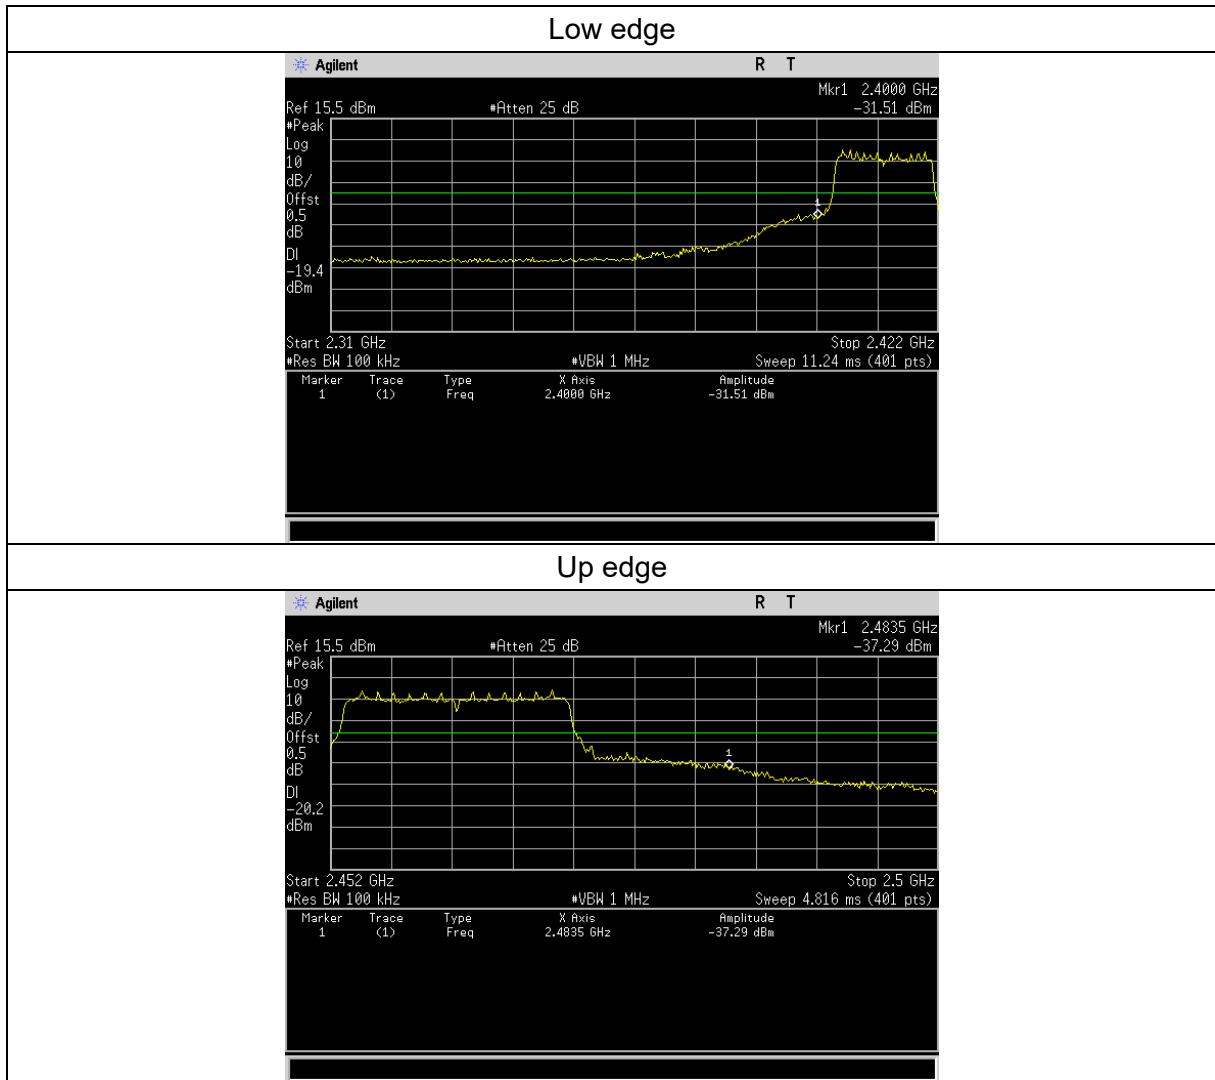 Low edge
Agilent R T
Mkr1 2.4000 GHz
Ref 15.5 dBm #Atten 25 dB -31.51 dBm
#Peak
Log
10
dB/
Offst
0.5
dB
DI
-19.4
dBm
1
Start 2.31 GHz Stop 2.422 GHz
#Res BW 100 kHz #VBW 1 MHz Sweep 11.24 ms (401 pts)
Marker Trace Type X Axis Amplitude
1 (1) Freq 2.4000 GHz -31.51 dBm
Up edge
Agilent R T
Mkr1 2.4835 GHz
Ref 15.5 dBm #Atten 25 dB -37.29 dBm
#Peak
Log
10
dB/
Offst
0.5
dB
DI
-20.2
dBm
1
Start 2.452 GHz Stop 2.5 GHz
#Res BW 100 kHz #VBW 1 MHz Sweep 4.816 ms (401 pts)
Marker Trace Type X Axis Amplitude
1 (1) Freq 2.4835 GHz -37.29 dBm